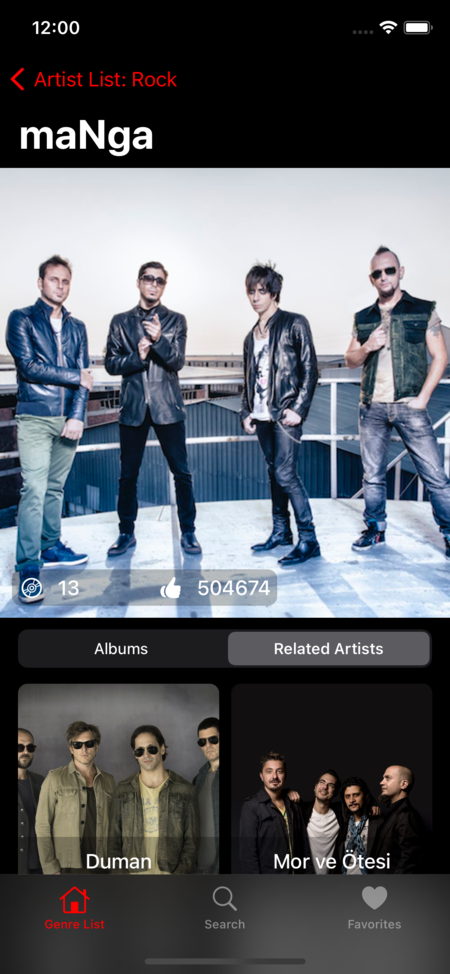 12:00
Artist List: Rock
maNga
13 504674
Albums Related Artists
Duman Mor ve Ötesi
Genre List Search Favorites